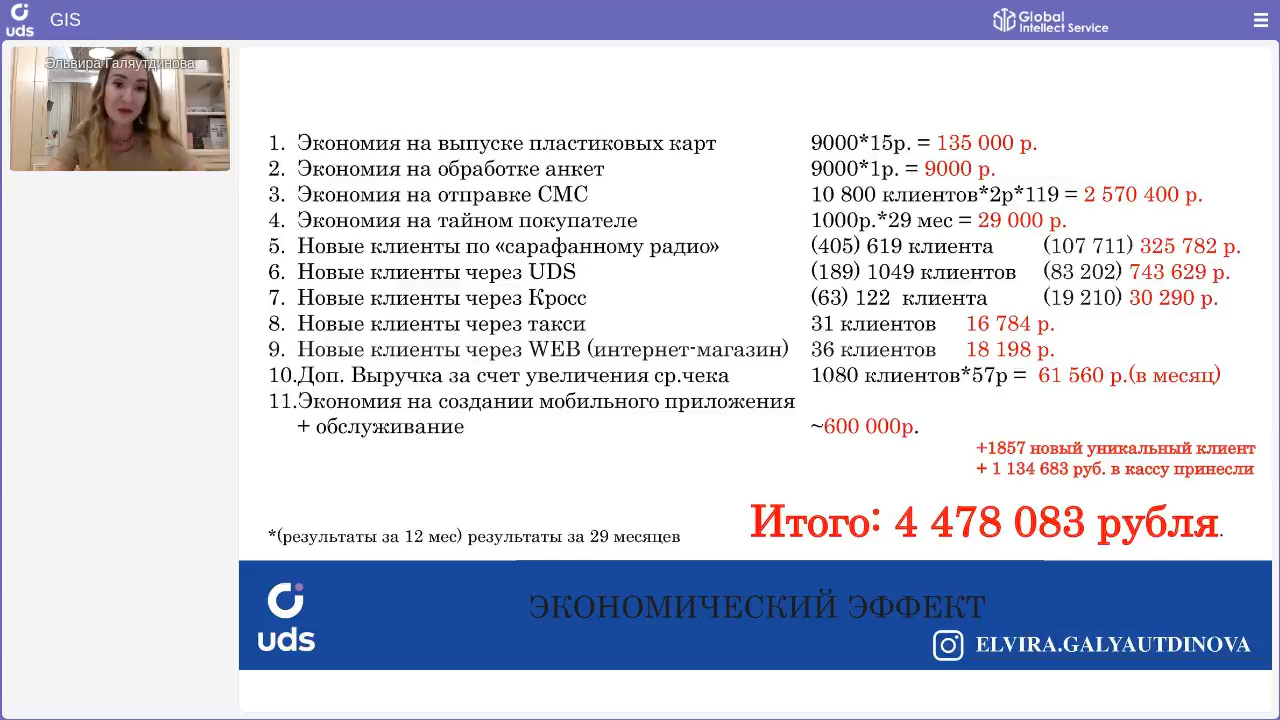 uds
GIS
Global
Intellect Service
Эльвира Галяутдинова
1. Экономия на выпуске пластиковых карт 9000*15р. = 135 000 р.
2. Экономия на обработке анкет 9000*1р. = 9000 р.
3. Экономия на отправке СМС 10 800 клиентов*2р*119 = 2 570 400 р.
4. Экономия на тайном покупателе 1000р.*29 мес = 29 000 р.
5. Новые клиенты по «сарафанному радио» (405) 619 клиента (107 711) 325 782 р.
6. Новые клиенты через UDS (189) 1049 клиентов (83 202) 743 629 р.
7. Новые клиенты через Кросс (63) 122 клиента (19 210) 30 290 р.
8. Новые клиенты через такси 31 клиентов 16 784 р.
9. Новые клиенты через WEB (интернет-магазин) 36 клиентов 18 198 р.
10.Доп. Выручка за счет увеличения ср.чека 1080 клиентов*57р = 61 560 р.(в месяц)
11.Экономия на создании мобильного приложения
+ обслуживание ~600 000р.
+1857 новый уникальный клиент
+ 1 134 683 руб. в кассу принесли
Итого: 4 478 083 рубля.
*(результаты за 12 мес) результаты за 29 месяцев
ЭКОНОМИЧЕСКИЙ ЭФФЕКТ
uds
ELVIRA.GALYAUTDINOVA